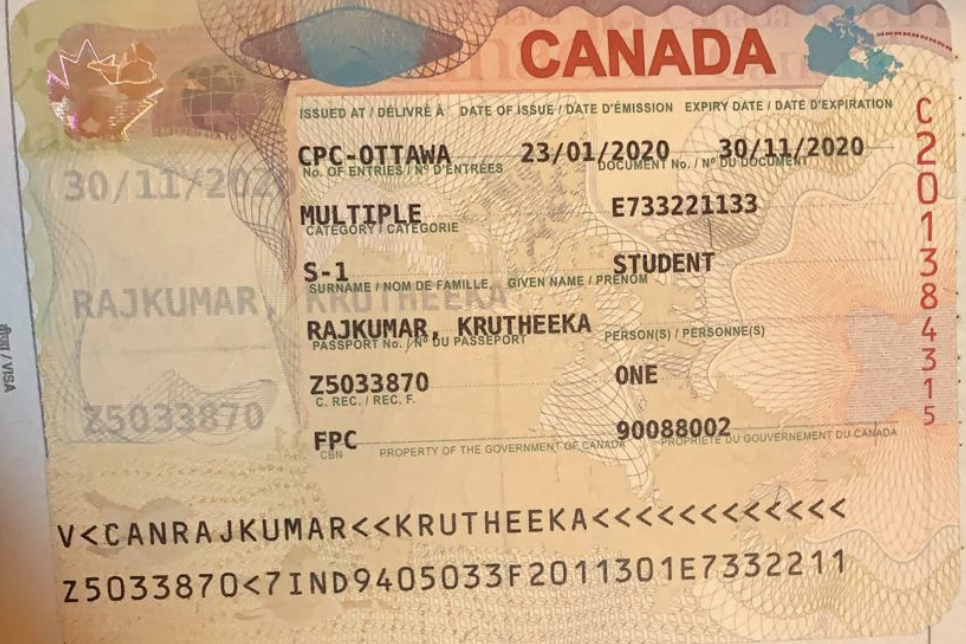 CANADA
ISSUED AT / DÉLIVRÉ À DATE OF ISSUE / DATE D'ÉMISSION EXPIRY DATE / DATE D'EXPIRATION
CPC-OTTAWA 23/01/2020 30/11/2020
No. OF ENTRIES / Nº D'ENTRÉES DOCUMENT No. / Nº DU DOCUMENT
30/11/2020
MULTIPLE E733221133
CATEGORY / CATÉGORIE
S-1 STUDENT
SURNAME / NOM DE FAMILLE, GIVEN NAME / PRÉNOM
RAJKUMAR, KRUTHEEKA
RAJKUMAR, KRUTHEEKA
PASSPORT No. / Nº DU PASSEPORT PERSON(S) / PERSONNE(S)
Z5033870 ONE
C. REC. / REC. F.
Z5033870
FPC 90088002
CBN PROPERTY OF THE GOVERNMENT OF CANADA PROPRIÉTÉ DU GOUVERNEMENT DU CANADA
V<CANRAJKUMAR<<KRUTHEEKA<<<<<<<<<<<<
Z5033870<7IND9405033F2011301E7332211
C201384315
वीज़ा / VISA